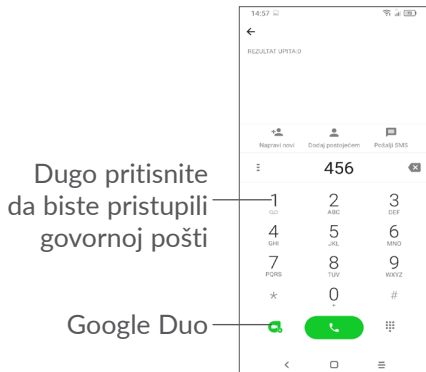 14:57
REZULTAT UPITA:0
Napravi novi Dodaj postojećem Pošalji SMS
456
Dugo pritisnite
da biste pristupili
govornoj pošti
1 2 3
GO ABC DEF
4 5 6
GHI JKL MNO
7 8 9
PQRS TUV WXYZ
* 0 #
+
Google Duo